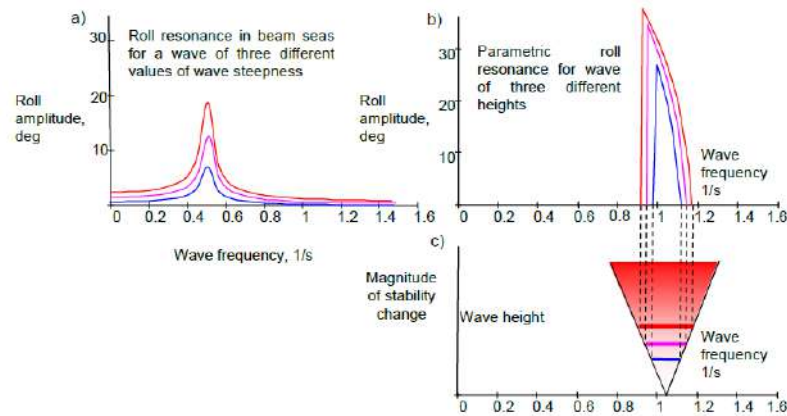 a)
30
20
10
Roll resonance in beam seas
for a wave of three different
values of wave steepness
Roll
amplitude,
deg
0 0.2 0.4 0.6 0.8 1 1.2 1.4 1.6
Wave frequency, 1/s
b)
30
20
10
Parametric roll
resonance for wave
of three different
heights
Roll
amplitude,
deg
Wave
frequency
1/s
0 0.2 0.4 0.6 0.8 1 1.2 1.4 1.6
c)
Magnitude
of stability
change
Wave height
Wave
frequency
1/s
0 0.2 0.4 0.6 0.8 1 1.2 1.4 1.6